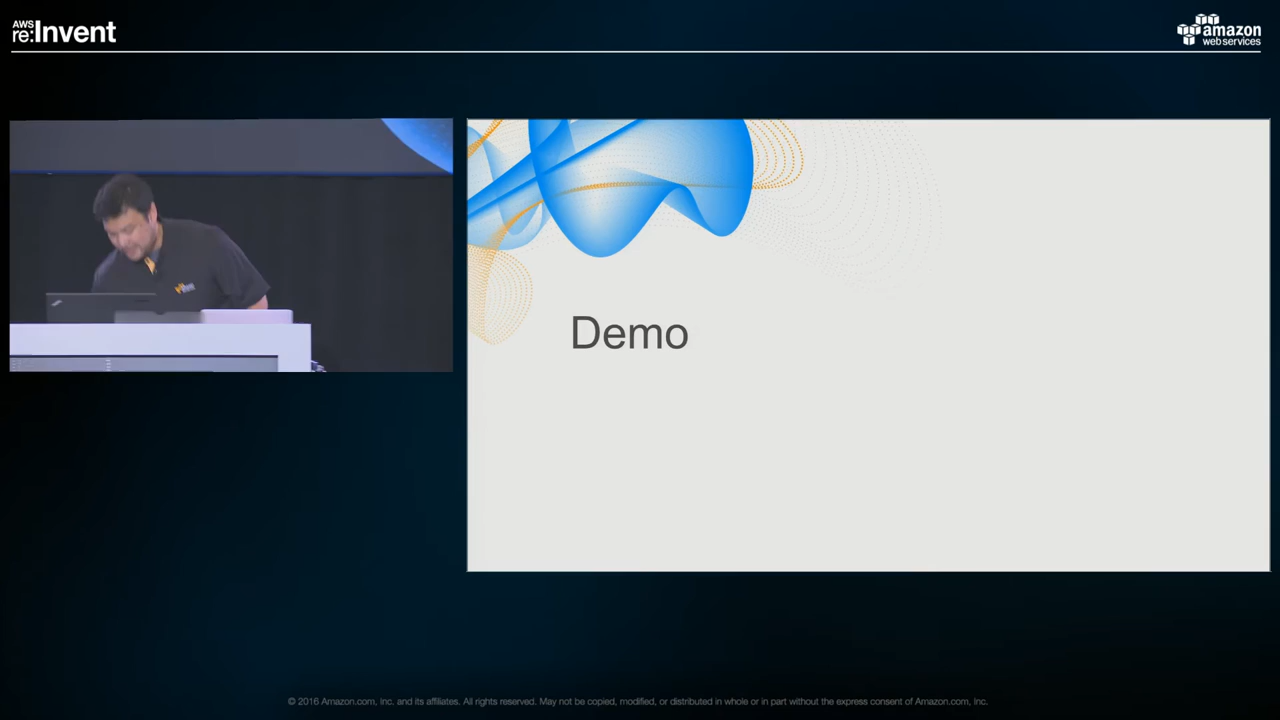 AWS
re:Invent
amazon
web services
Demo
© 2016 Amazon.com, Inc. and its affiliates. All rights reserved. May not be copied, modified, or distributed in whole or in part without the express consent of Amazon.com, Inc.